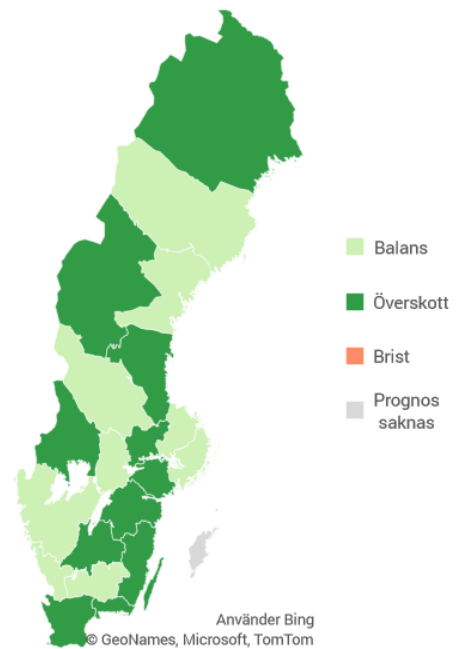 Balans
Överskott
Brist
Prognos
saknas
Använder Bing
© GeoNames, Microsoft, TomTom